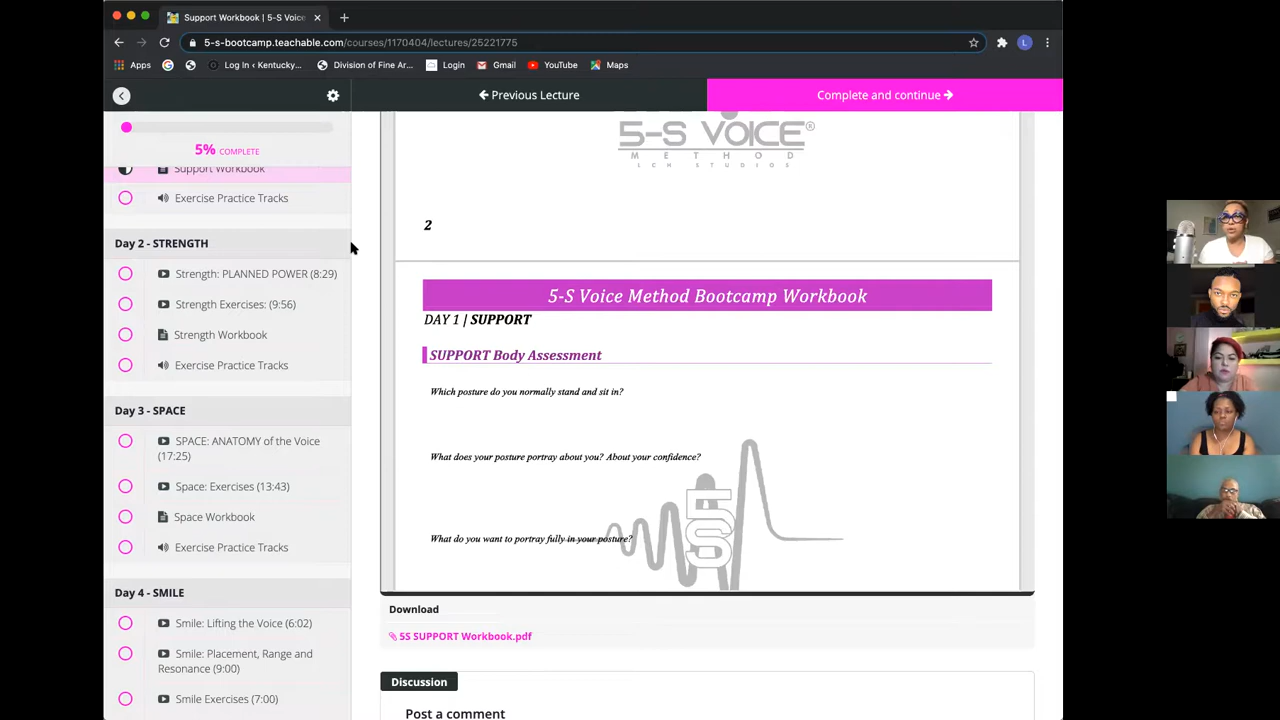 Support Workbook | 5-S Voice
5-s-bootcamp.teachable.com/courses/1170404/lectures/25221775
L
Apps
Log In ‹ Kentucky...
Division of Fine Ar...
Login
Gmail
YouTube
Maps
Previous Lecture
Complete and continue
5% COMPLETE
Support Workbook
Exercise Practice Tracks
Day 2 - STRENGTH
Strength: PLANNED POWER (8:29)
Strength Exercises: (9:56)
Strength Workbook
Exercise Practice Tracks
Day 3 - SPACE
SPACE: ANATOMY of the Voice
(17:25)
Space: Exercises (13:43)
Space Workbook
Exercise Practice Tracks
Day 4 - SMILE
Smile: Lifting the Voice (6:02)
Smile: Placement, Range and
Resonance (9:00)
Smile Exercises (7:00)
5-S VOICE®
METHOD
SCH STUDIOS
2
5-S Voice Method Bootcamp Workbook
DAY 1 | SUPPORT
SUPPORT Body Assessment
Which posture do you normally stand and sit in?
What does your posture portray about you? About your confidence?
What do you want to portray fully in your posture?
5S
Download
5S SUPPORT Workbook.pdf
Discussion
Post a comment